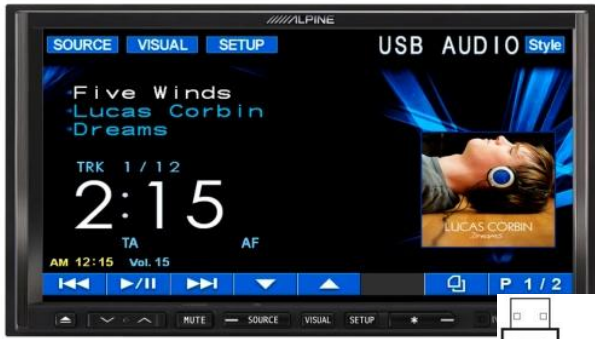 ALPINE
SOURCE VISUAL SETUP USB AUDIO Style
Five Winds
Lucas Corbin
Dreams
TRK 1/12
2:15
TA AF
AM 12:15 Vol. 15
LUCAS CORBIN
Dreams
P 1/2
MUTE — SOURCE VISUAL SETUP * —